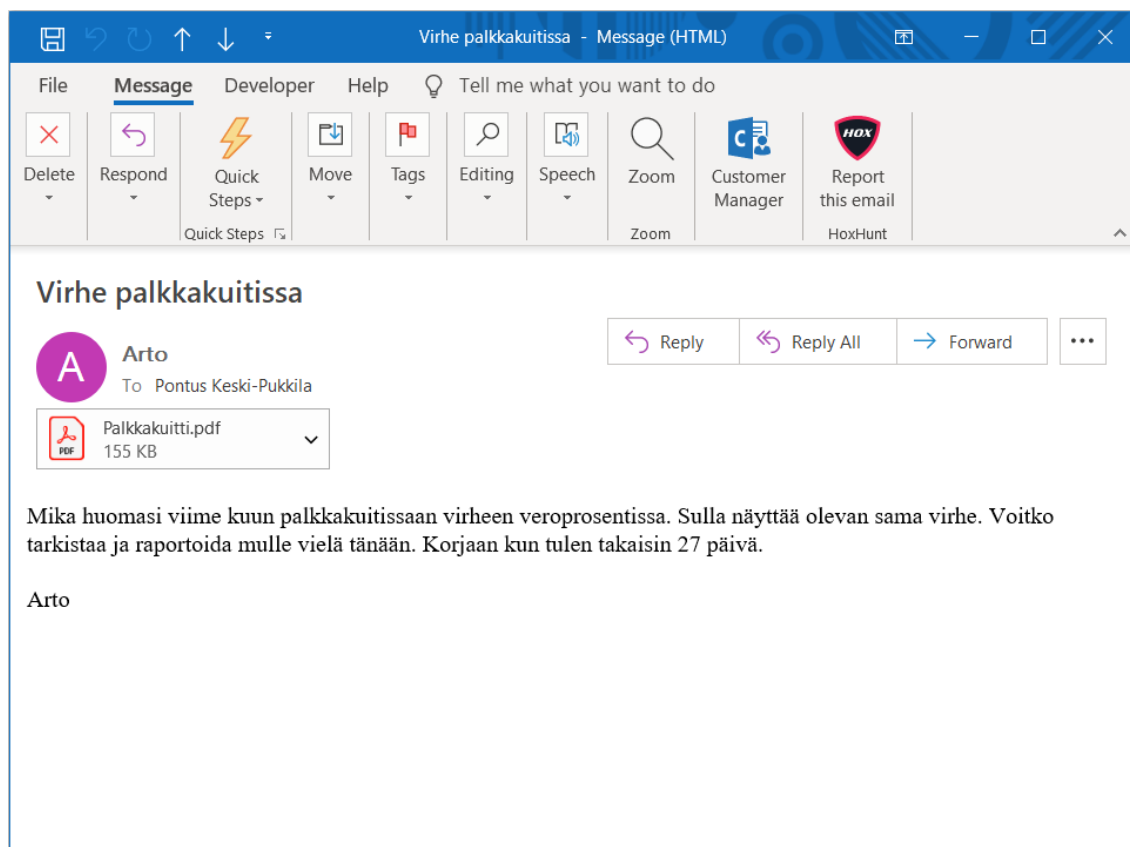 Virhe palkkakuitissa - Message (HTML)
File Message Developer Help Tell me what you want to do
Delete Respond Quick Steps Move Tags Editing Speech Zoom Customer Manager HOX Report this email
Quick Steps Zoom HoxHunt
Virhe palkkakuitissa
A Arto
To Pontus Keski-Pukkila
Reply Reply All Forward
PDF Palkkakuitti.pdf
155 KB
Mika huomasi viime kuun palkkakuitissaan virheen veroprosentissa. Sulla näyttää olevan sama virhe. Voitko
tarkistaa ja raportoida mulle vielä tänään. Korjaan kun tulen takaisin 27 päivä.
Arto